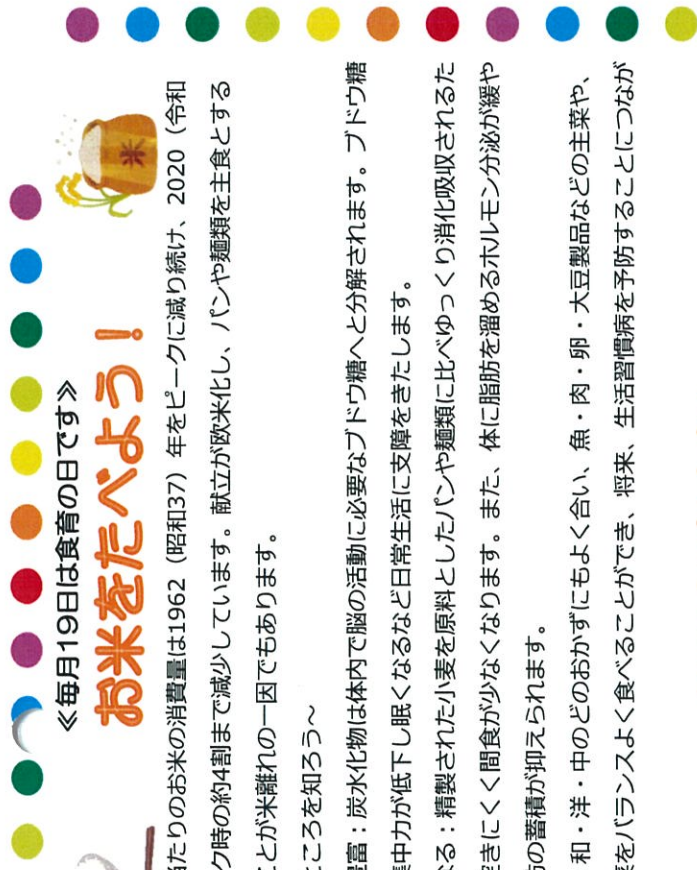 ≪毎月19日は食育の日です≫
お米をたべよう！
米
当たりのお米の消費量は1962（昭和37）年をピークに減り続け、2020（令和
ク時の約4割まで減少しています。献立が欧米化し、パンや麺類を主食とする
ことが米離れの一因でもあります。
ところを知ろう～
豊富：炭水化物は体内で脳の活動に必要なブドウ糖へと分解されます。ブドウ糖
集中力が低下し眠くなるなど日常生活に支障をきたします。
なる：精製された小麦を原料としたパンや麺類に比べゆっくり消化吸収されるた
空きにくく間食が少なくなります。また、体に脂肪を溜めるホルモン分泌が緩や
肪の蓄積が抑えられます。
和・洋・中のどのおかずにもよく合い、魚・肉・卵・大豆製品などの主菜や、
菜をバランスよく食べることができ、将来、生活習慣病を予防することにつなが